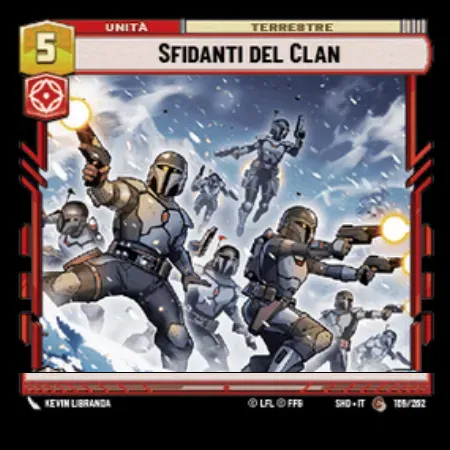 5
UNITÀ
TERRESTRE
SFIDANTI DEL CLAN
KEVIN LIBRANDA
Ⓒ LFL Ⓒ FFG
SHD • IT 109/262